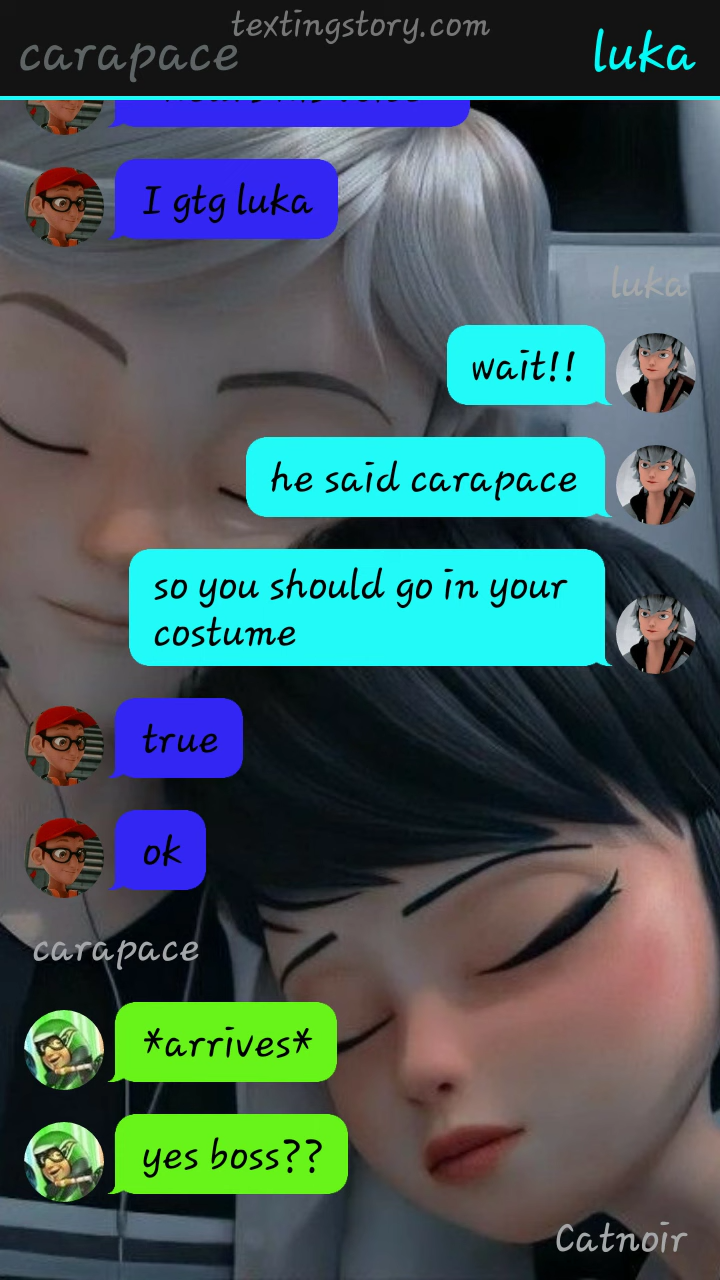 textingstory.com
carapace
luka
I gtg luka
luka
wait!!
he said carapace
so you should go in your
costume
true
ok
carapace
*arrives*
yes boss??
Catnoir